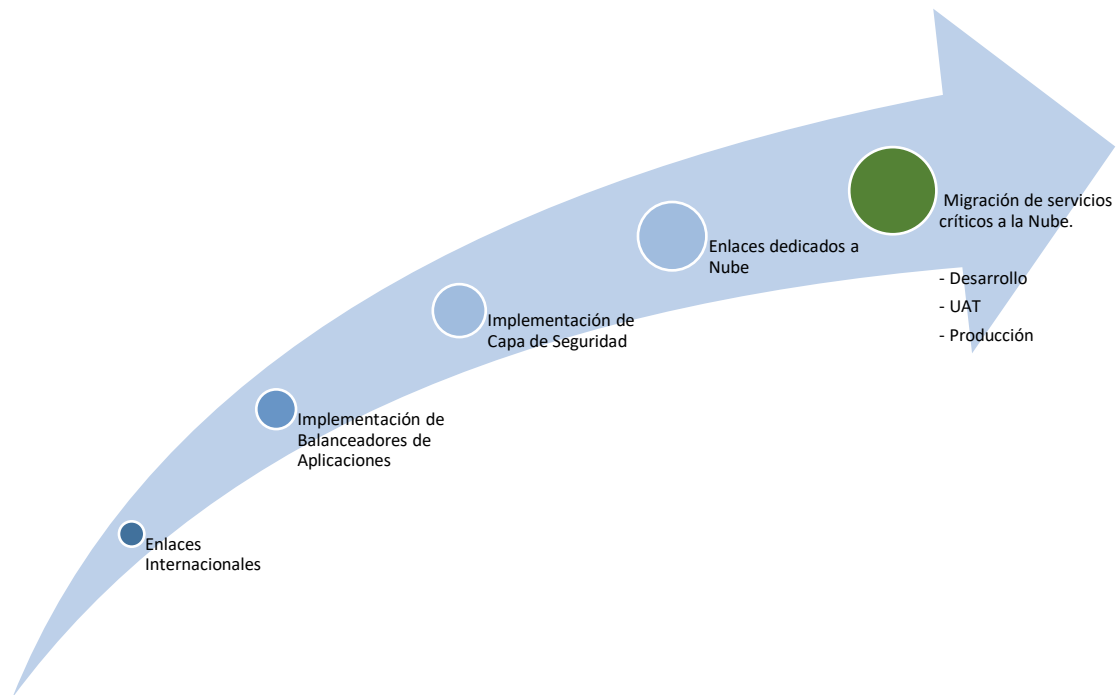 Enlaces
Internacionales
Implementación de
Balanceadores de
Aplicaciones
Implementación de
Capa de Seguridad
Enlaces dedicados a
Nube
Migración de servicios
críticos a la Nube.
- Desarrollo
- UAT
- Producción